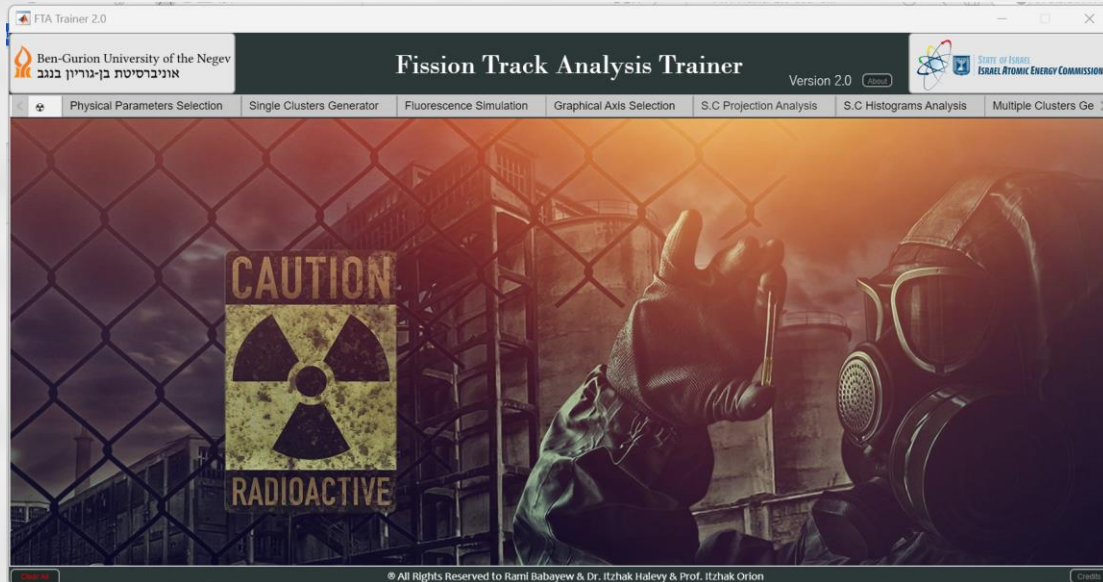 FTA Trainer 2.0
Ben-Gurion University of the Negev
אוניברסיטת בן-גוריון בנגב
Fission Track Analysis Trainer
Version 2.0
About
STATE OF ISRAEL
ISRAEL ATOMIC ENERGY COMMISSION
Physical Parameters Selection
Single Clusters Generator
Fluorescence Simulation
Graphical Axis Selection
S.C Projection Analysis
S.C Histograms Analysis
Multiple Clusters Ge
CAUTION
RADIOACTIVE
Clear All
® All Rights Reserved to Rami Babayew & Dr. Itzhak Halevy & Prof. Itzhak Orion
Credits